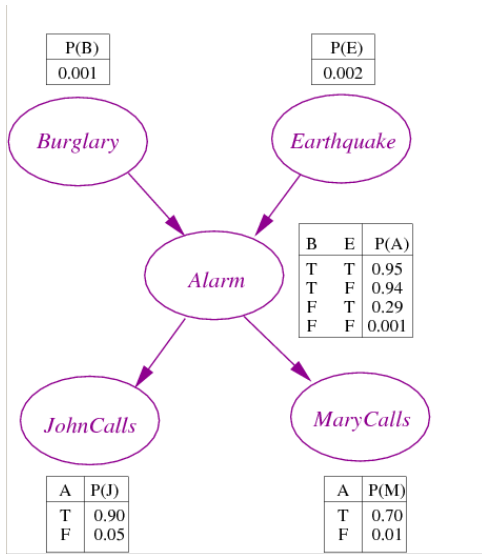 P(B)
0.001
P(E)
0.002
Burglary
Earthquake
B E P(A)
T T 0.95
T F 0.94
F T 0.29
F F 0.001
Alarm
JohnCalls
MaryCalls
A P(J)
T 0.90
F 0.05
A P(M)
T 0.70
F 0.01